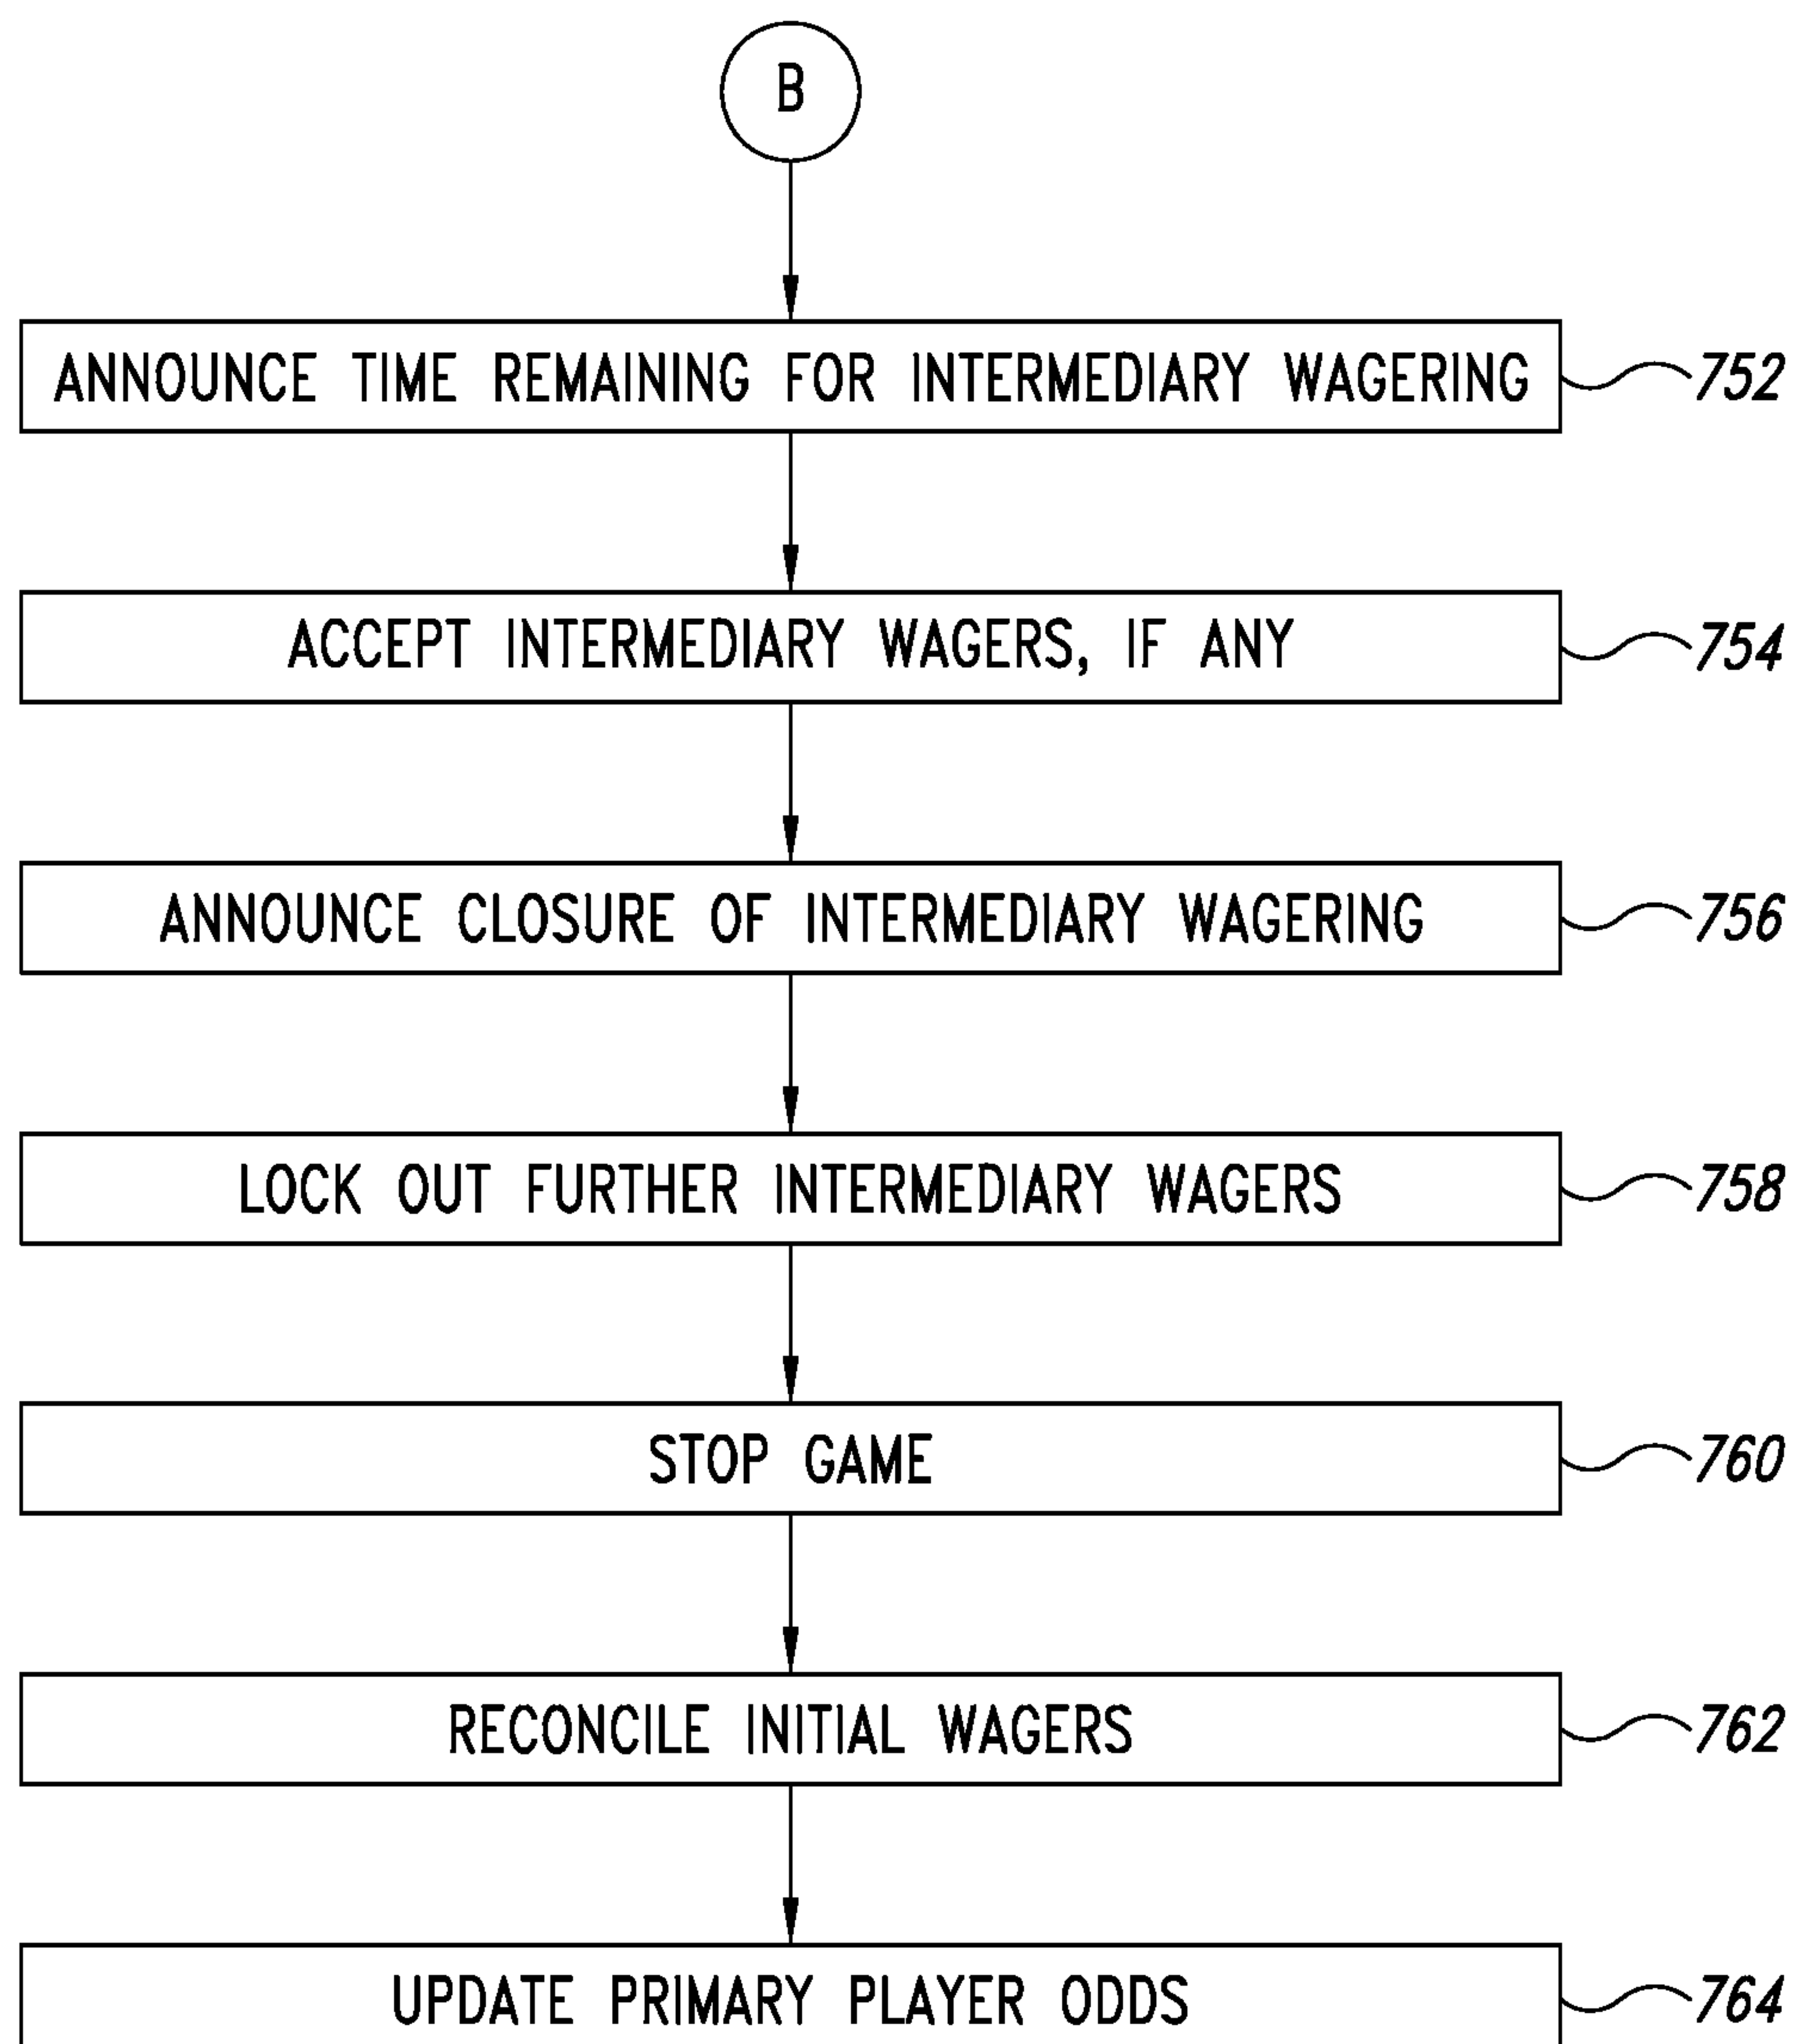 B
ANNOUNCE TIME REMAINING FOR INTERMEDIARY WAGERING 752
ACCEPT INTERMEDIARY WAGERS, IF ANY 754
ANNOUNCE CLOSURE OF INTERMEDIARY WAGERING 756
LOCK OUT FURTHER INTERMEDIARY WAGERS 758
STOP GAME 760
RECONCILE INITIAL WAGERS 762
UPDATE PRIMARY PLAYER ODDS 764